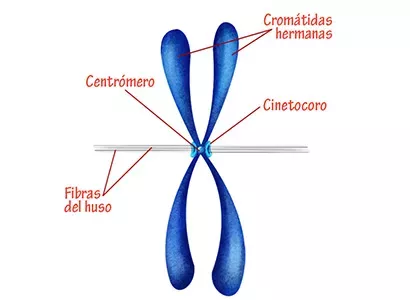 Cromátidas
hermanas
Centrómero
Cinetocoro
Fibras
del huso